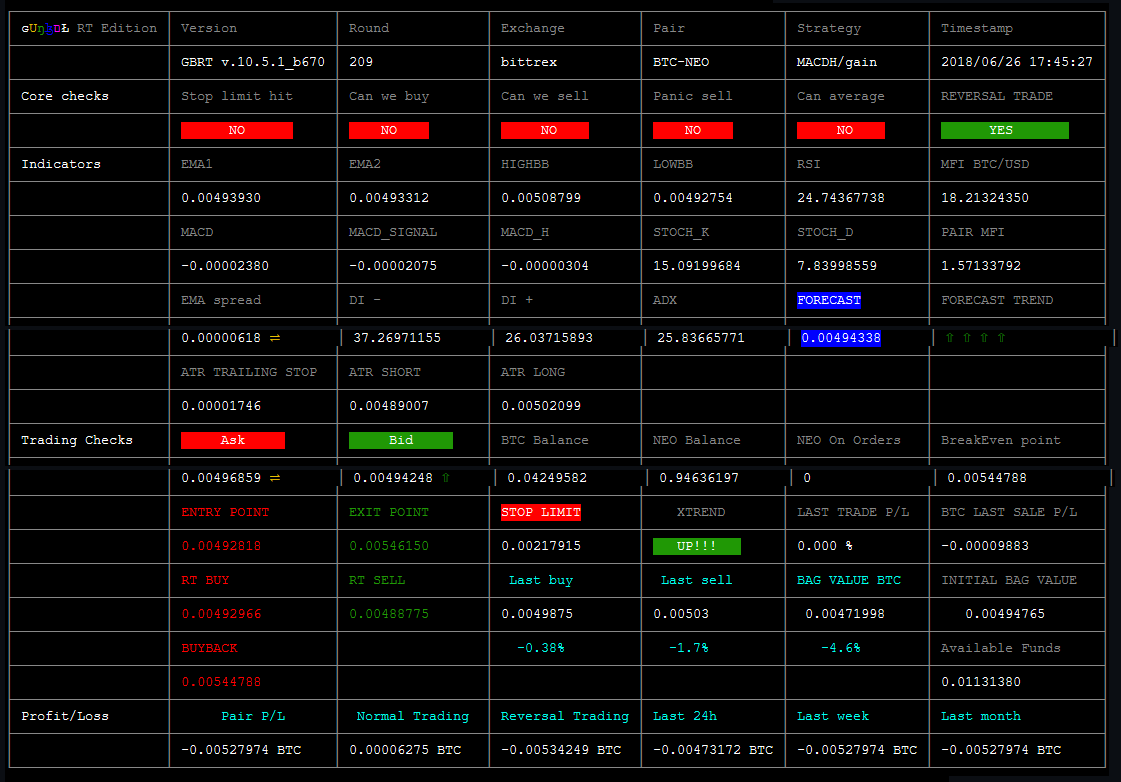 GUŋbDŁ RT Edition Version Round Exchange Pair Strategy Timestamp
GBRT v.10.5.1_b670 209 bittrex BTC-NEO MACDH/gain 2018/06/26 17:45:27
Core checks Stop limit hit Can we buy Can we sell Panic sell Can average REVERSAL TRADE
NO NO NO NO NO YES
Indicators EMA1 EMA2 HIGHBB LOWBB RSI MFI BTC/USD
0.00493930 0.00493312 0.00508799 0.00492754 24.74367738 18.21324350
MACD MACD_SIGNAL MACD_H STOCH_K STOCH_D PAIR MFI
-0.00002380 -0.00002075 -0.00000304 15.09199684 7.83998559 1.57133792
EMA spread DI - DI + ADX FORECAST FORECAST TREND
0.00000618 ⇌ 37.26971155 26.03715893 25.83665771 0.00494338 ⇧ ⇧ ⇧ ⇧
ATR TRAILING STOP ATR SHORT ATR LONG
0.00001746 0.00489007 0.00502099
Trading Checks Ask Bid BTC Balance NEO Balance NEO On Orders BreakEven point
0.00496859 ⇌ 0.00494248 ⇧ 0.04249582 0.94636197 0 0.00544788
ENTRY POINT EXIT POINT STOP LIMIT XTREND LAST TRADE P/L BTC LAST SALE P/L
0.00492818 0.00546150 0.00217915 UP!!! 0.000 % -0.00009883
RT BUY RT SELL Last buy Last sell BAG VALUE BTC INITIAL BAG VALUE
0.00492966 0.00488775 0.0049875 0.00503 0.00471998 0.00494765
BUYBACK -0.38% -1.7% -4.6% Available Funds
0.00544788 0.01131380
Profit/Loss Pair P/L Normal Trading Reversal Trading Last 24h Last week Last month
-0.00527974 BTC 0.00006275 BTC -0.00534249 BTC -0.00473172 BTC -0.00527974 BTC -0.00527974 BTC